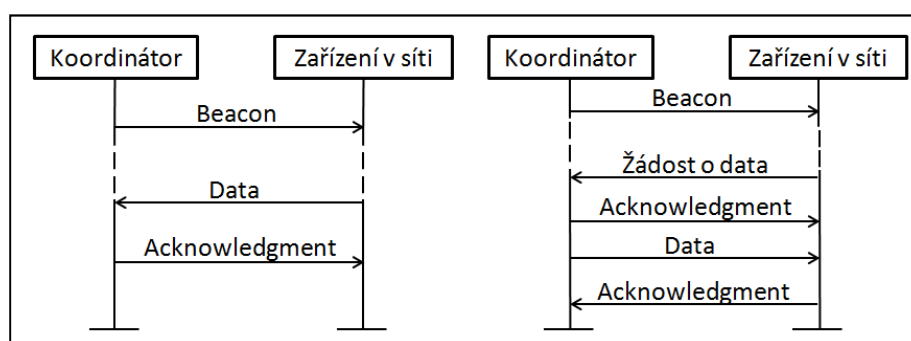 Koordinátor
Zařízení v síti
Beacon
Data
Acknowledgment
Koordinátor
Zařízení v síti
Beacon
Žádost o data
Acknowledgment
Data
Acknowledgment